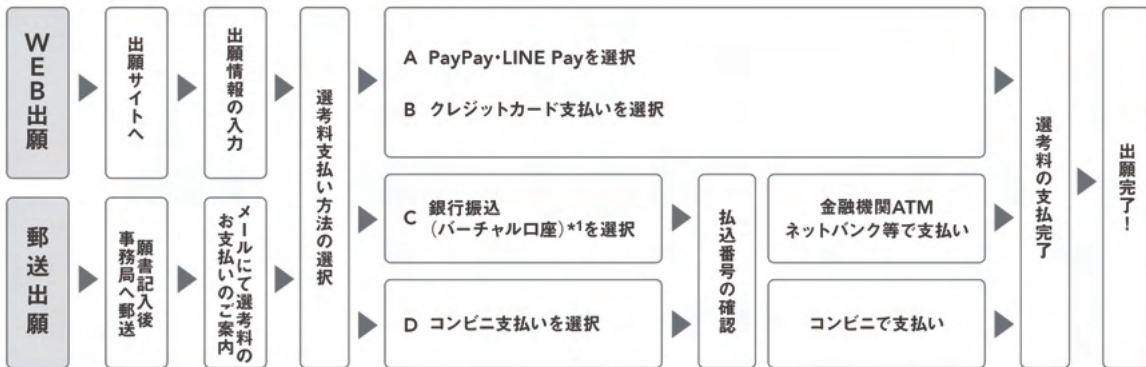 WEB出願
出願サイトへ
出願情報の入力
郵送出願
願書記入後
事務局へ郵送
メールにて選考料の
お支払いのご案内
選考料支払い方法の選択
A PayPay・LINE Payを選択
B クレジットカード支払いを選択
C 銀行振込
(バーチャル口座)*1を選択
D コンビニ支払いを選択
払込番号の確認
金融機関ATM
ネットバンク等で支払い
コンビニで支払い
選考料の支払完了
出願完了!